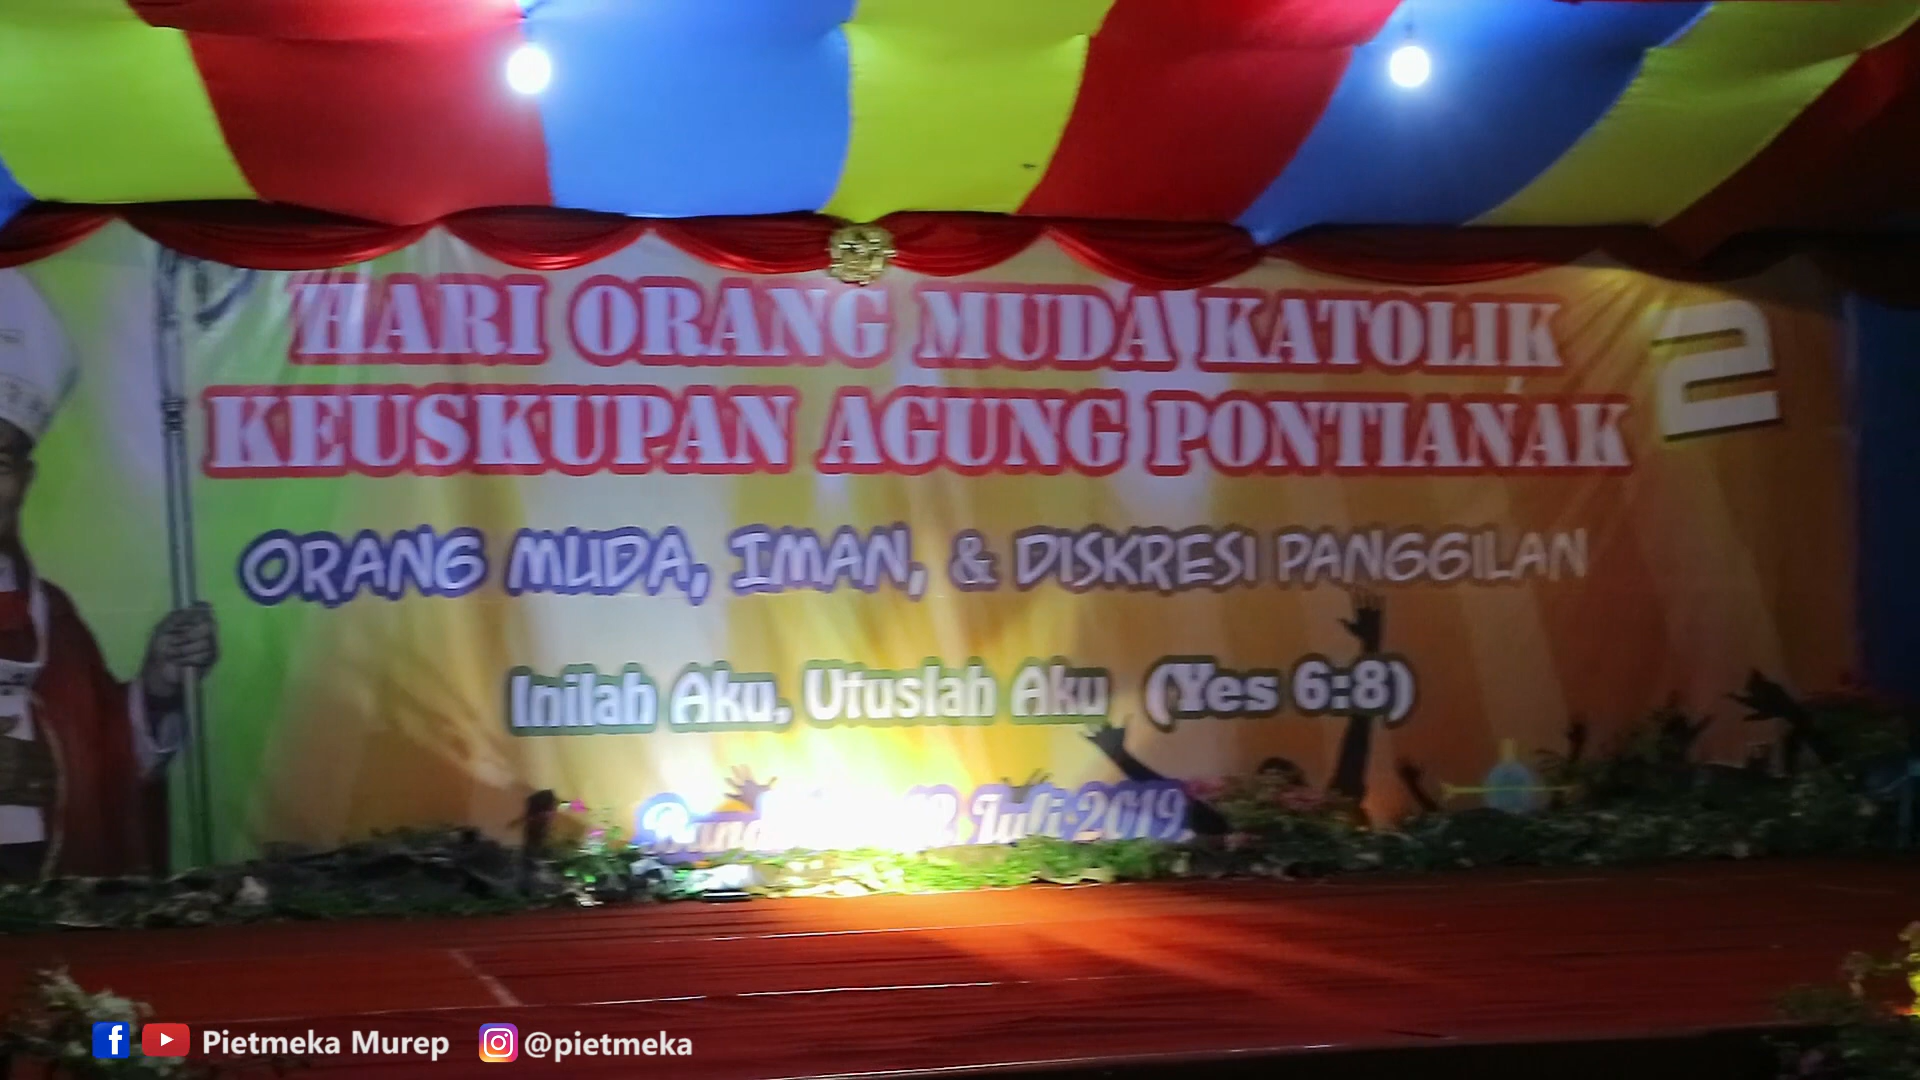 HARI ORANG MUDA KATOLIK
KEUSKUPAN AGUNG PONTIANAK
2
ORANG MUDA, IMAN, & DISKRESI PANGGILAN
Inilah Aku, Utuslah Aku (Yes 6:8)
Juli 2019
Pietmeka Murep @pietmeka